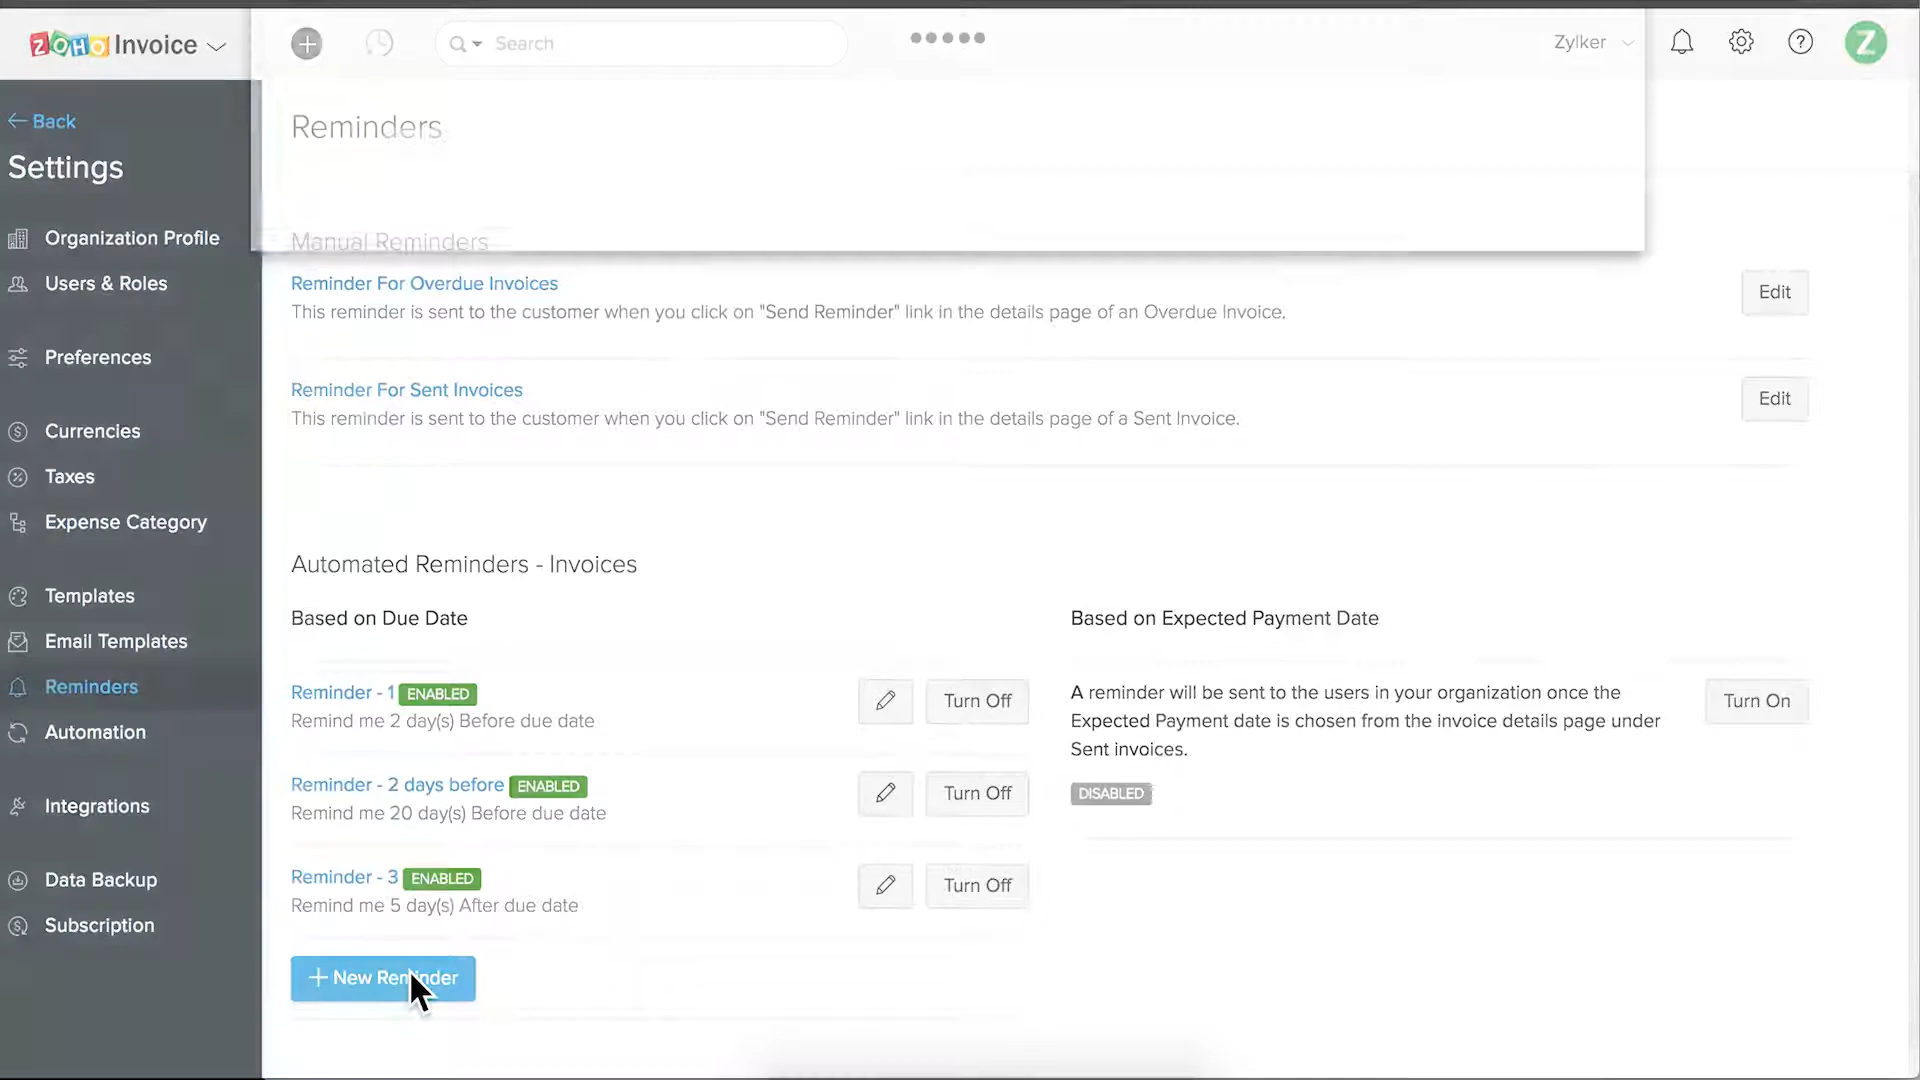 ZOHO Invoice
Search
Zylker
Z
Back
Settings
Organization Profile
Users & Roles
Preferences
Currencies
Taxes
Expense Category
Templates
Email Templates
Reminders
Automation
Integrations
Data Backup
Subscription
Reminders
Manual Reminders
Reminder For Overdue Invoices
This reminder is sent to the customer when you click on "Send Reminder" link in the details page of an Overdue Invoice.
Edit
Reminder For Sent Invoices
This reminder is sent to the customer when you click on "Send Reminder" link in the details page of a Sent Invoice.
Edit
Automated Reminders - Invoices
Based on Due Date
Reminder - 1 ENABLED
Remind me 2 day(s) Before due date
Turn Off
Reminder - 2 days before ENABLED
Remind me 20 day(s) Before due date
Turn Off
Reminder - 3 ENABLED
Remind me 5 day(s) After due date
Turn Off
+ New Reminder
Based on Expected Payment Date
A reminder will be sent to the users in your organization once the
Expected Payment date is chosen from the invoice details page under
Sent invoices.
Turn On
DISABLED